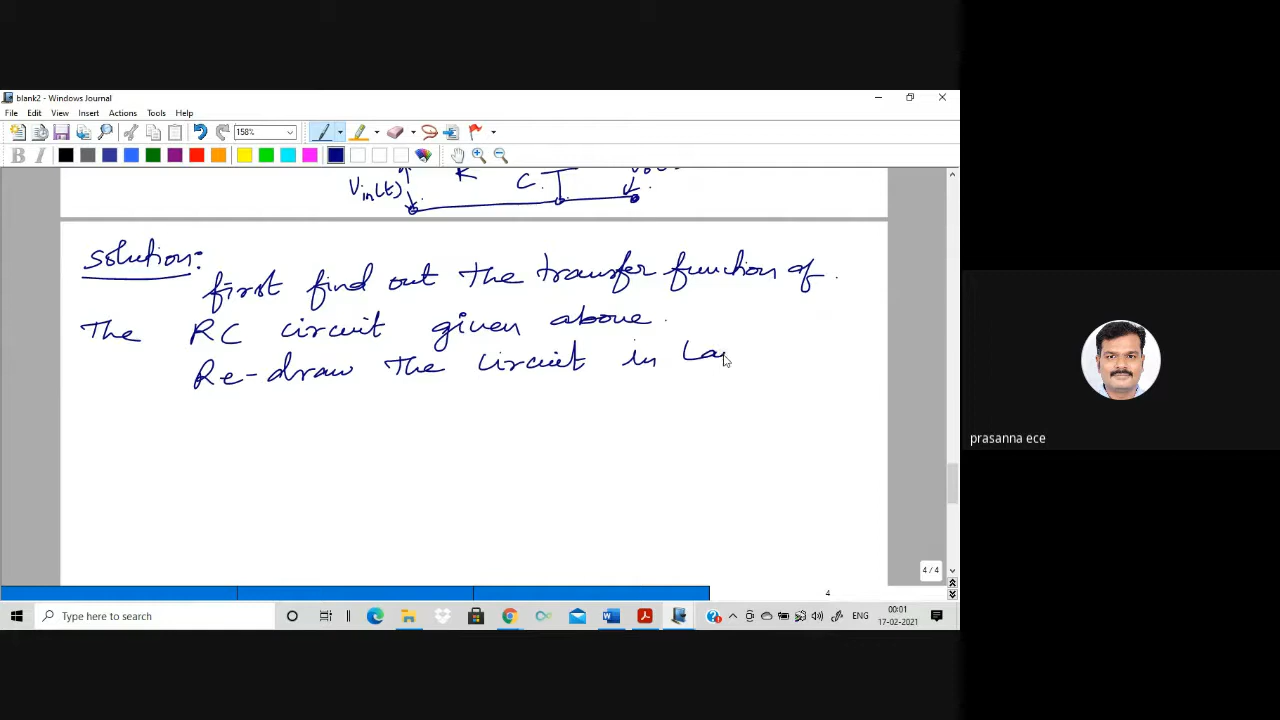 blank2 - Windows Journal
File Edit View Insert Actions Tools Help
158%
B I
Vin(t) R C
Solution:
first find out the transfer function of
The RC circuit given above.
Re-draw the circuit in La
prasanna ece
4 / 4
4
Type here to search
ENG
00:01
17-02-2021